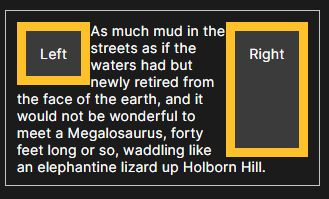 Left
As much mud in the
streets as if the
waters had but
newly retired from
the face of the earth, and it
would not be wonderful to
meet a Megalosaurus, forty
feet long or so, waddling like
an elephantine lizard up Holborn Hill.
Right